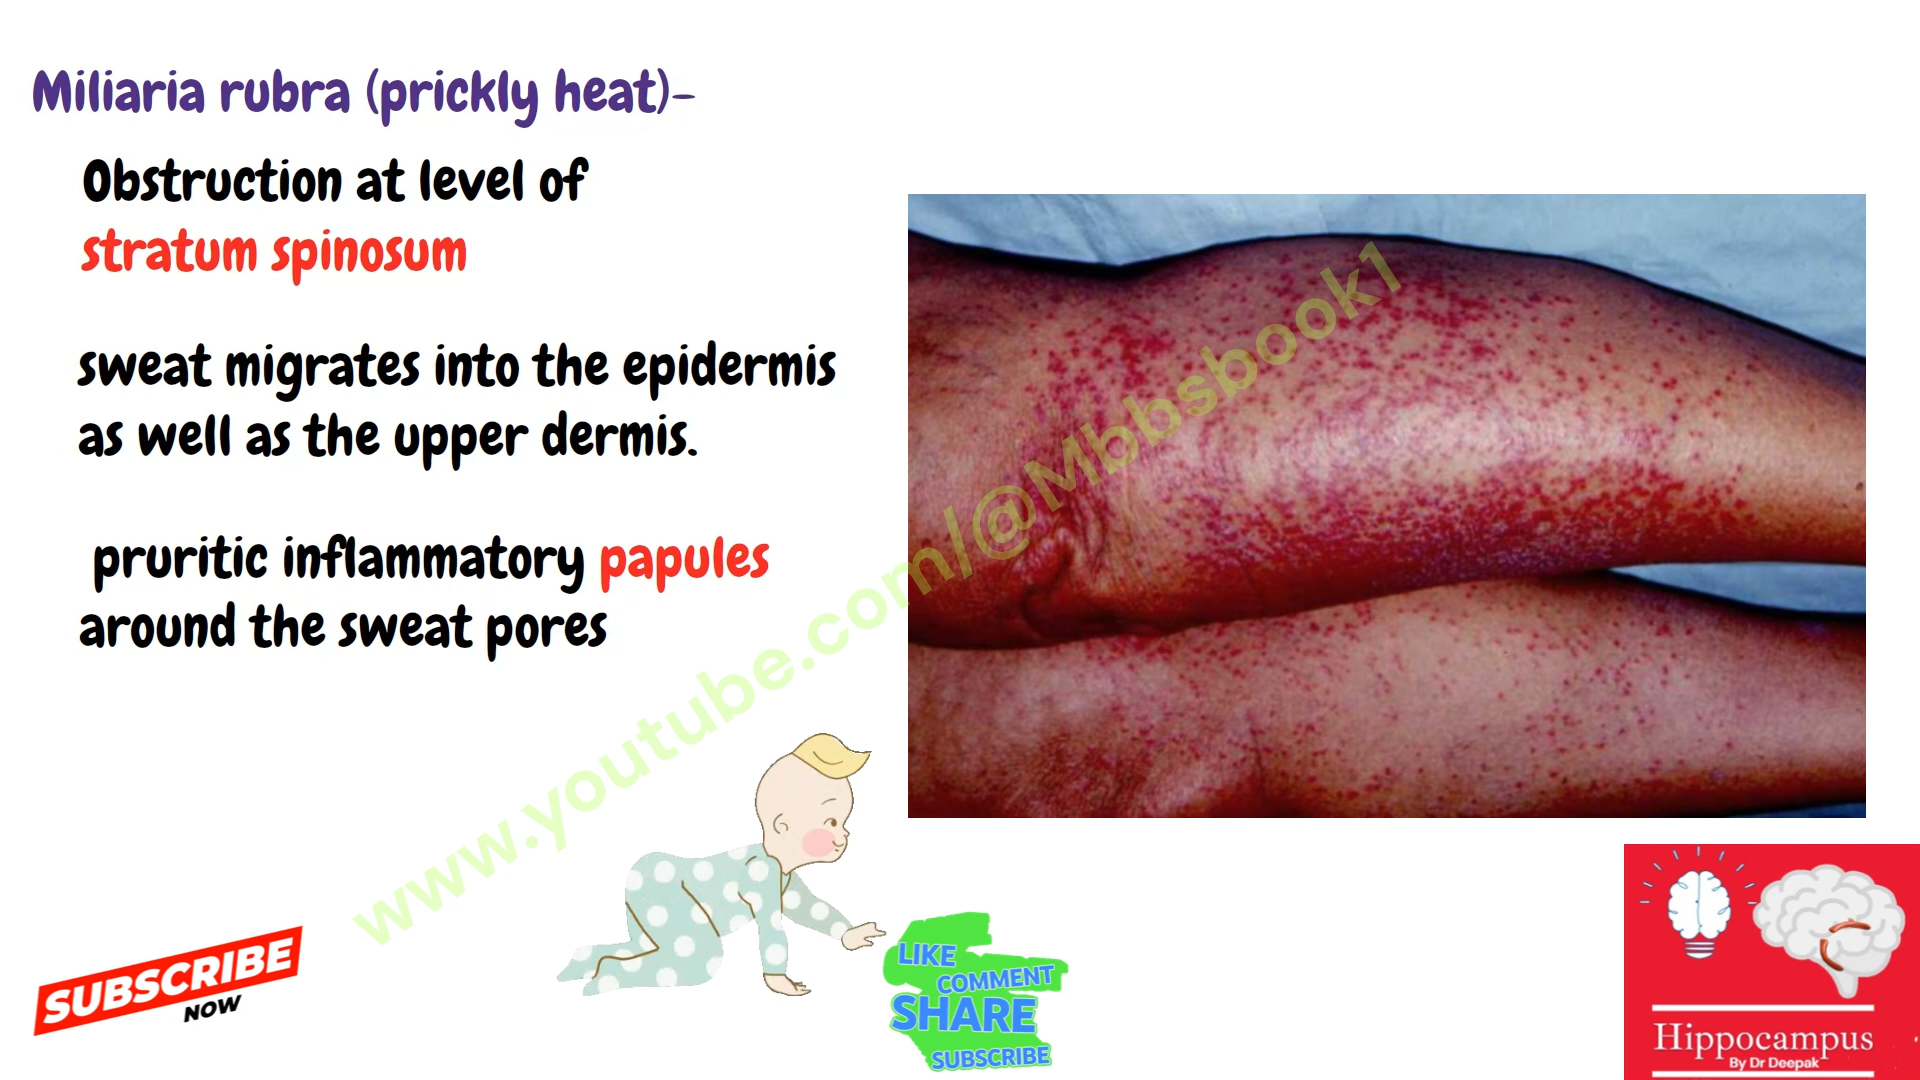 Miliaria rubra (prickly heat)-
Obstruction at level of
stratum spinosum
sweat migrates into the epidermis
as well as the upper dermis.
pruritic inflammatory papules
around the sweat pores
www.youtube.com/@Mbbsbook1
SUBSCRIBE
NOW
LIKE
COMMENT
SHARE
SUBSCRIBE
Hippocampus
By Dr Deepak